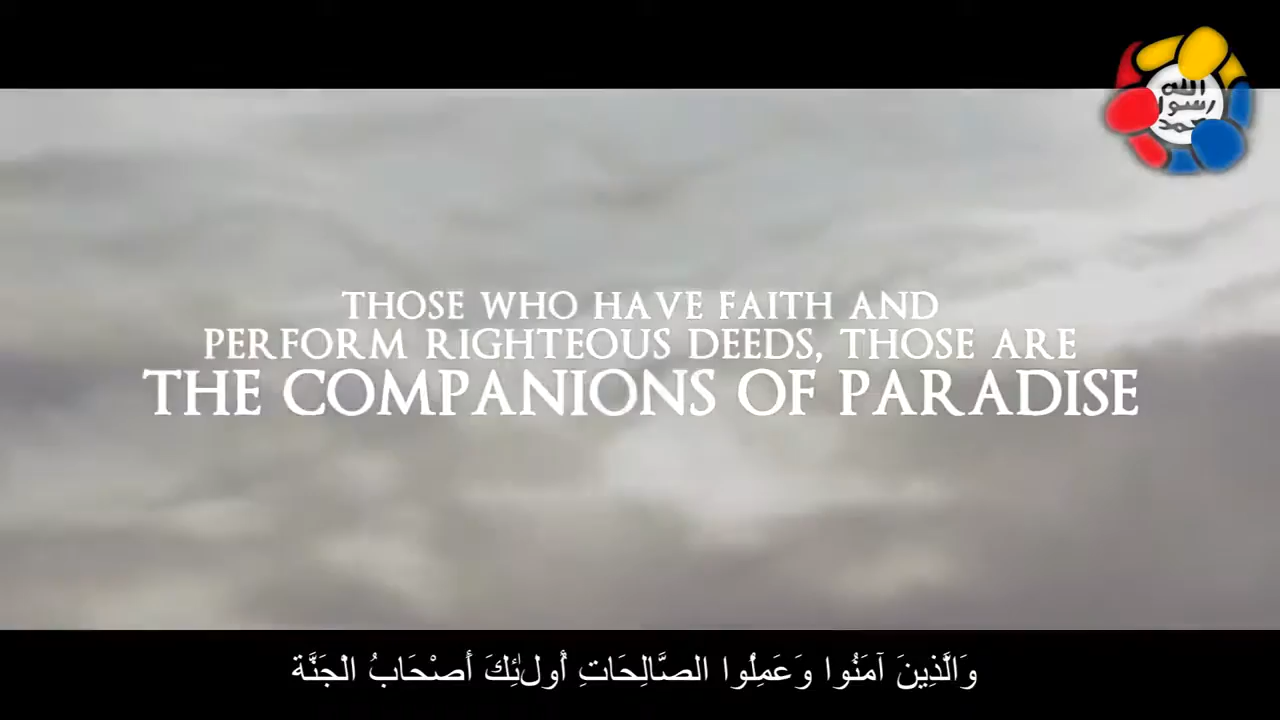 الله
رسول
محمد
THOSE WHO HAVE FAITH AND
PERFORM RIGHTEOUS DEEDS, THOSE ARE
THE COMPANIONS OF PARADISE
وَالَّذِينَ آمَنُوا وَعَمِلُوا الصَّالِحَاتِ أُولَٰئِكَ أَصْحَابُ الْجَنَّة